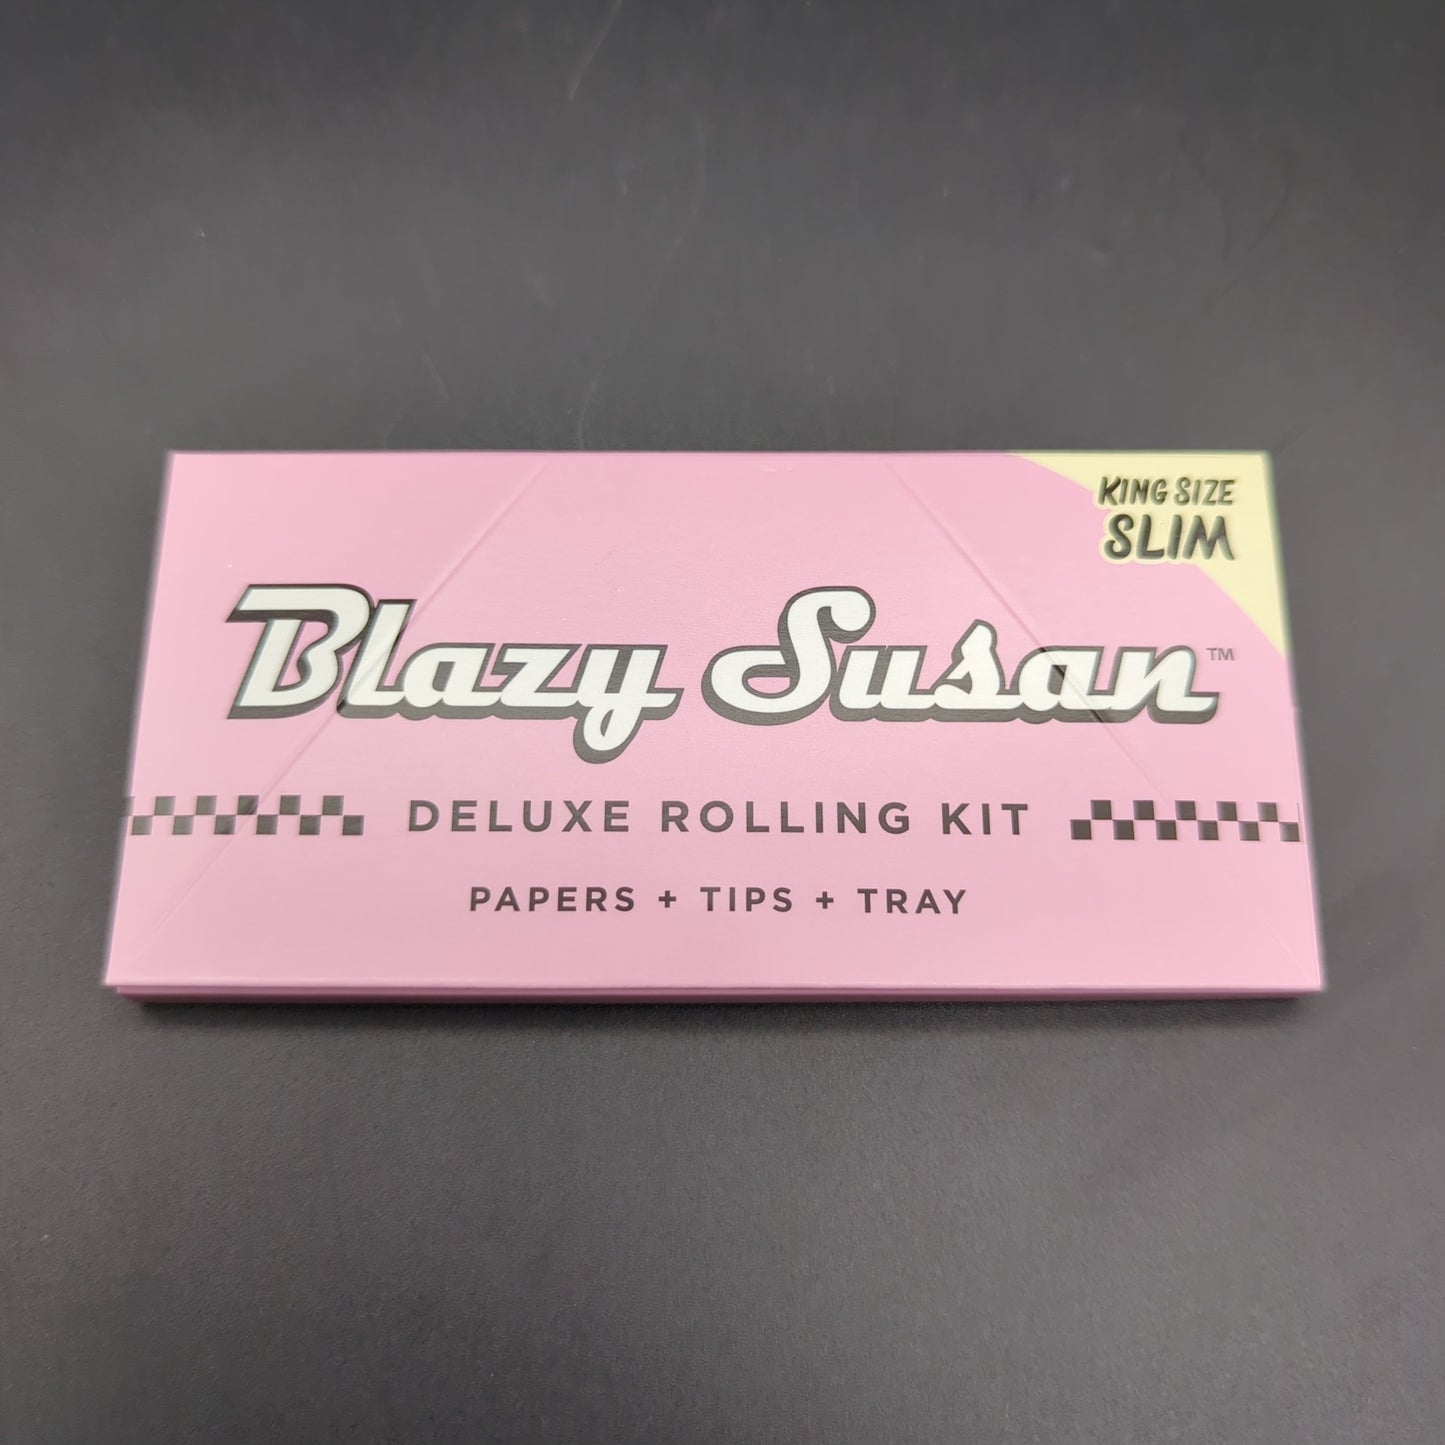 KING SIZE
SLIM
Blazy Susan™
DELUXE ROLLING KIT
PAPERS + TIPS + TRAY